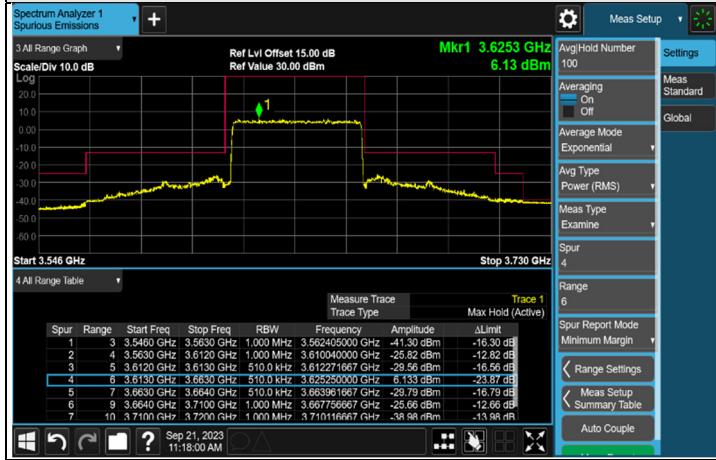 Spectrum Analyzer 1
Spurious Emissions
+
Meas Setup
3 All Range Graph
Ref Lvl Offset 15.00 dB
Ref Value 30.00 dBm
Mkr1 3.6253 GHz
6.13 dBm
Scale/Div 10.0 dB
Log
20.0
10.0
0.00
-10.0
-20.0
-30.0
-40.0
-50.0
-60.0
1
Start 3.546 GHz
Stop 3.730 GHz
4 All Range Table
Measure Trace Trace 1
Trace Type Max Hold (Active)
Spur Range Start Freq Stop Freq RBW Frequency Amplitude ΔLimit
1 3 3.5460 GHz 3.5630 GHz 1.000 MHz 3.562405000 GHz -41.30 dBm -16.30 dB
2 4 3.5630 GHz 3.6120 GHz 1.000 MHz 3.610040000 GHz -25.82 dBm -12.82 dB
3 5 3.6120 GHz 3.6130 GHz 510.0 kHz 3.612271667 GHz -29.56 dBm -16.56 dB
4 6 3.6130 GHz 3.6630 GHz 510.0 kHz 3.625250000 GHz 6.133 dBm -23.87 dB
5 7 3.6630 GHz 3.6640 GHz 510.0 kHz 3.663961667 GHz -29.79 dBm -16.79 dB
6 9 3.6640 GHz 3.7100 GHz 1.000 MHz 3.667756667 GHz -25.66 dBm -12.66 dB
7 10 3.7100 GHz 3.7200 GHz 1.000 MHz 3.710116667 GHz -38.98 dBm -13.98 dB
?
Sep 21, 2023
11:18:00 AM
Avg|Hold Number
100
Averaging
On
Off
Average Mode
Exponential
Avg Type
Power (RMS)
Meas Type
Examine
Spur
4
Range
6
Spur Report Mode
Minimum Margin
Range Settings
Meas Setup
Summary Table
Auto Couple
Settings
Meas
Standard
Global